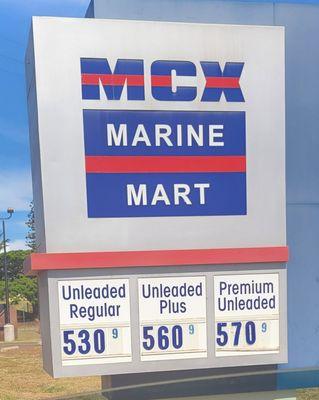 MCX
MARINE
MART
Unleaded Regular
530 9
Unleaded Plus
560 9
Premium Unleaded
570 9